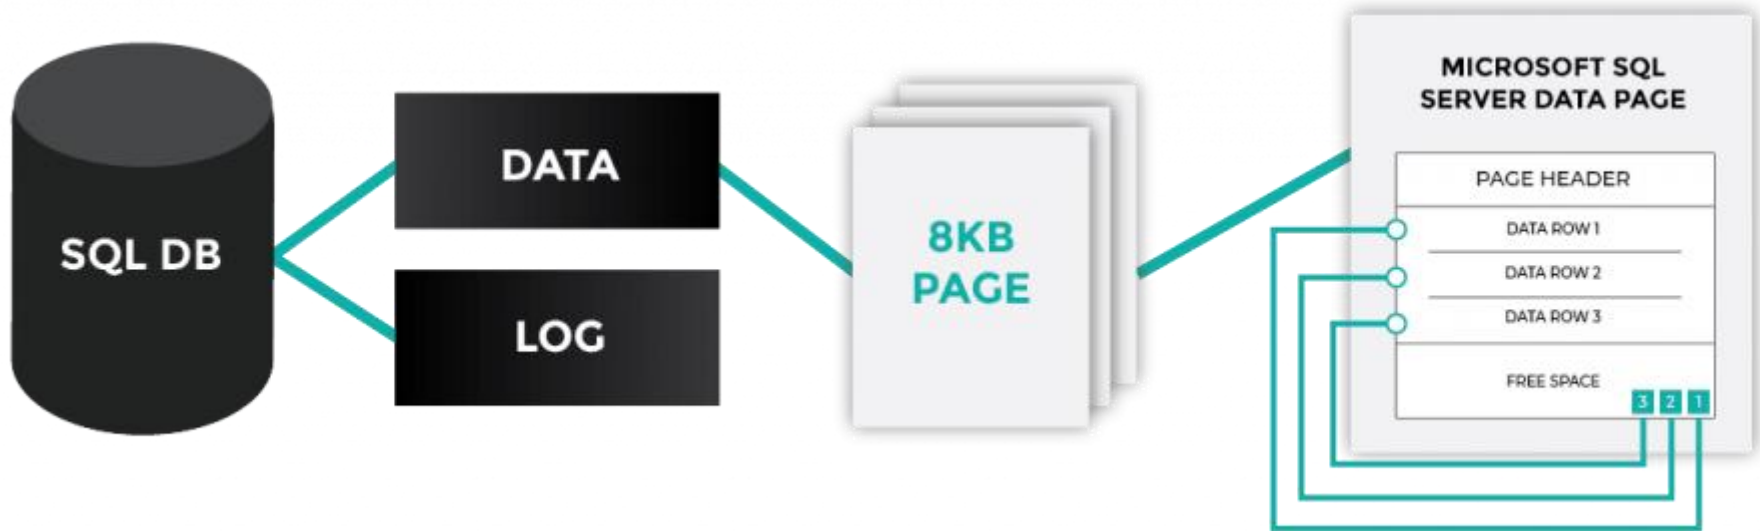 SQL DB
DATA
LOG
8KB
PAGE
MICROSOFT SQL
SERVER DATA PAGE
PAGE HEADER
DATA ROW 1
DATA ROW 2
DATA ROW 3
FREE SPACE
3 2 1